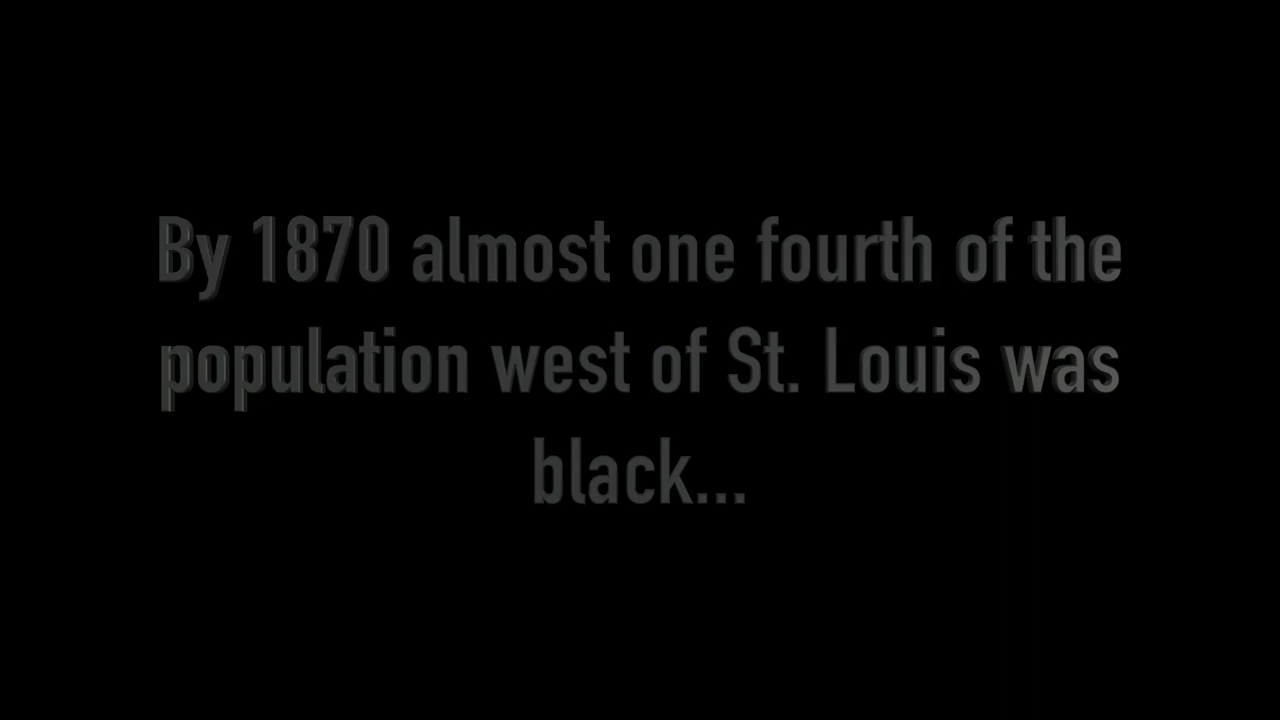 By 1870 almost one fourth of the
population west of St. Louis was
black...